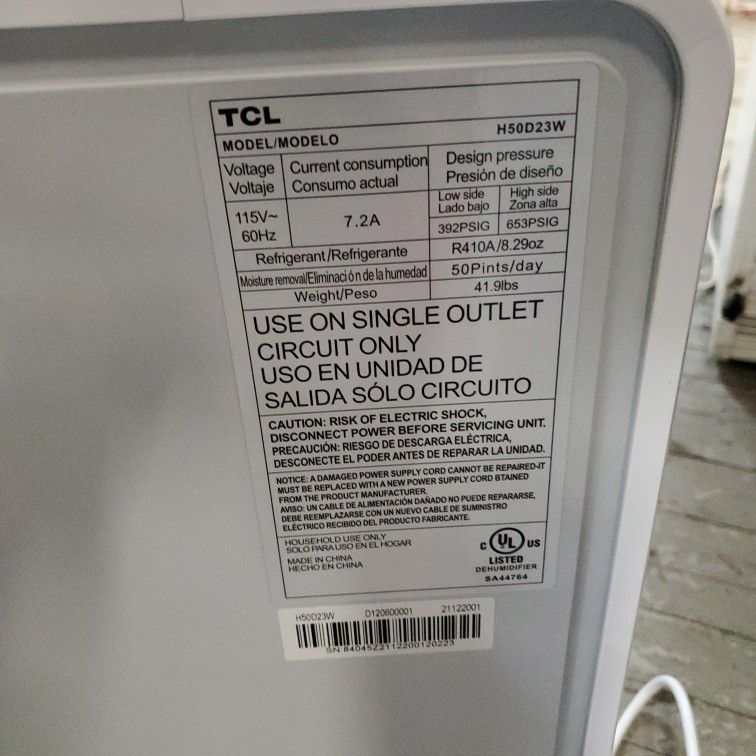 TCL
MODEL/MODELO H50D23W
Voltage Current consumption Design pressure
Voltaje Consumo actual Presión de diseño
Low side High side
Lado bajo Zona alta
115V~ 7.2A 392PSIG 653PSIG
60Hz
Refrigerant/Refrigerante R410A/8.29oz
Moisture removal/Eliminación de la humedad 50Pints/day
Weight/Peso 41.9lbs
USE ON SINGLE OUTLET
CIRCUIT ONLY
USO EN UNIDAD DE
SALIDA SÓLO CIRCUITO
CAUTION: RISK OF ELECTRIC SHOCK,
DISCONNECT POWER BEFORE SERVICING UNIT.
PRECAUCIÓN: RIESGO DE DESCARGA ELÉCTRICA,
DESCONECTE EL PODER ANTES DE REPARAR LA UNIDAD.
NOTICE: A DAMAGED POWER SUPPLY CORD CANNOT BE REPAIRED-IT
MUST BE REPLACED WITH A NEW POWER SUPPLY CORD BTAINED
FROM THE PRODUCT MANUFACTURER.
AVISO: UN CABLE DE ALIMENTACIÓN DAÑADO NO PUEDE REPARARSE,
DEBE REEMPLAZARSE CON UN NUEVO CABLE DE SUMINISTRO
ELÉCTRICO RECIBIDO DEL PRODUCTO FABRICANTE.
HOUSEHOLD USE ONLY
SOLO PARA USO EN EL HOGAR
MADE IN CHINA
HECHO EN CHINA
C UL US
LISTED
DEHUMIDIFIER
SA44764
H50D23W D120600001 21122001
SN 84045Z2112200120223